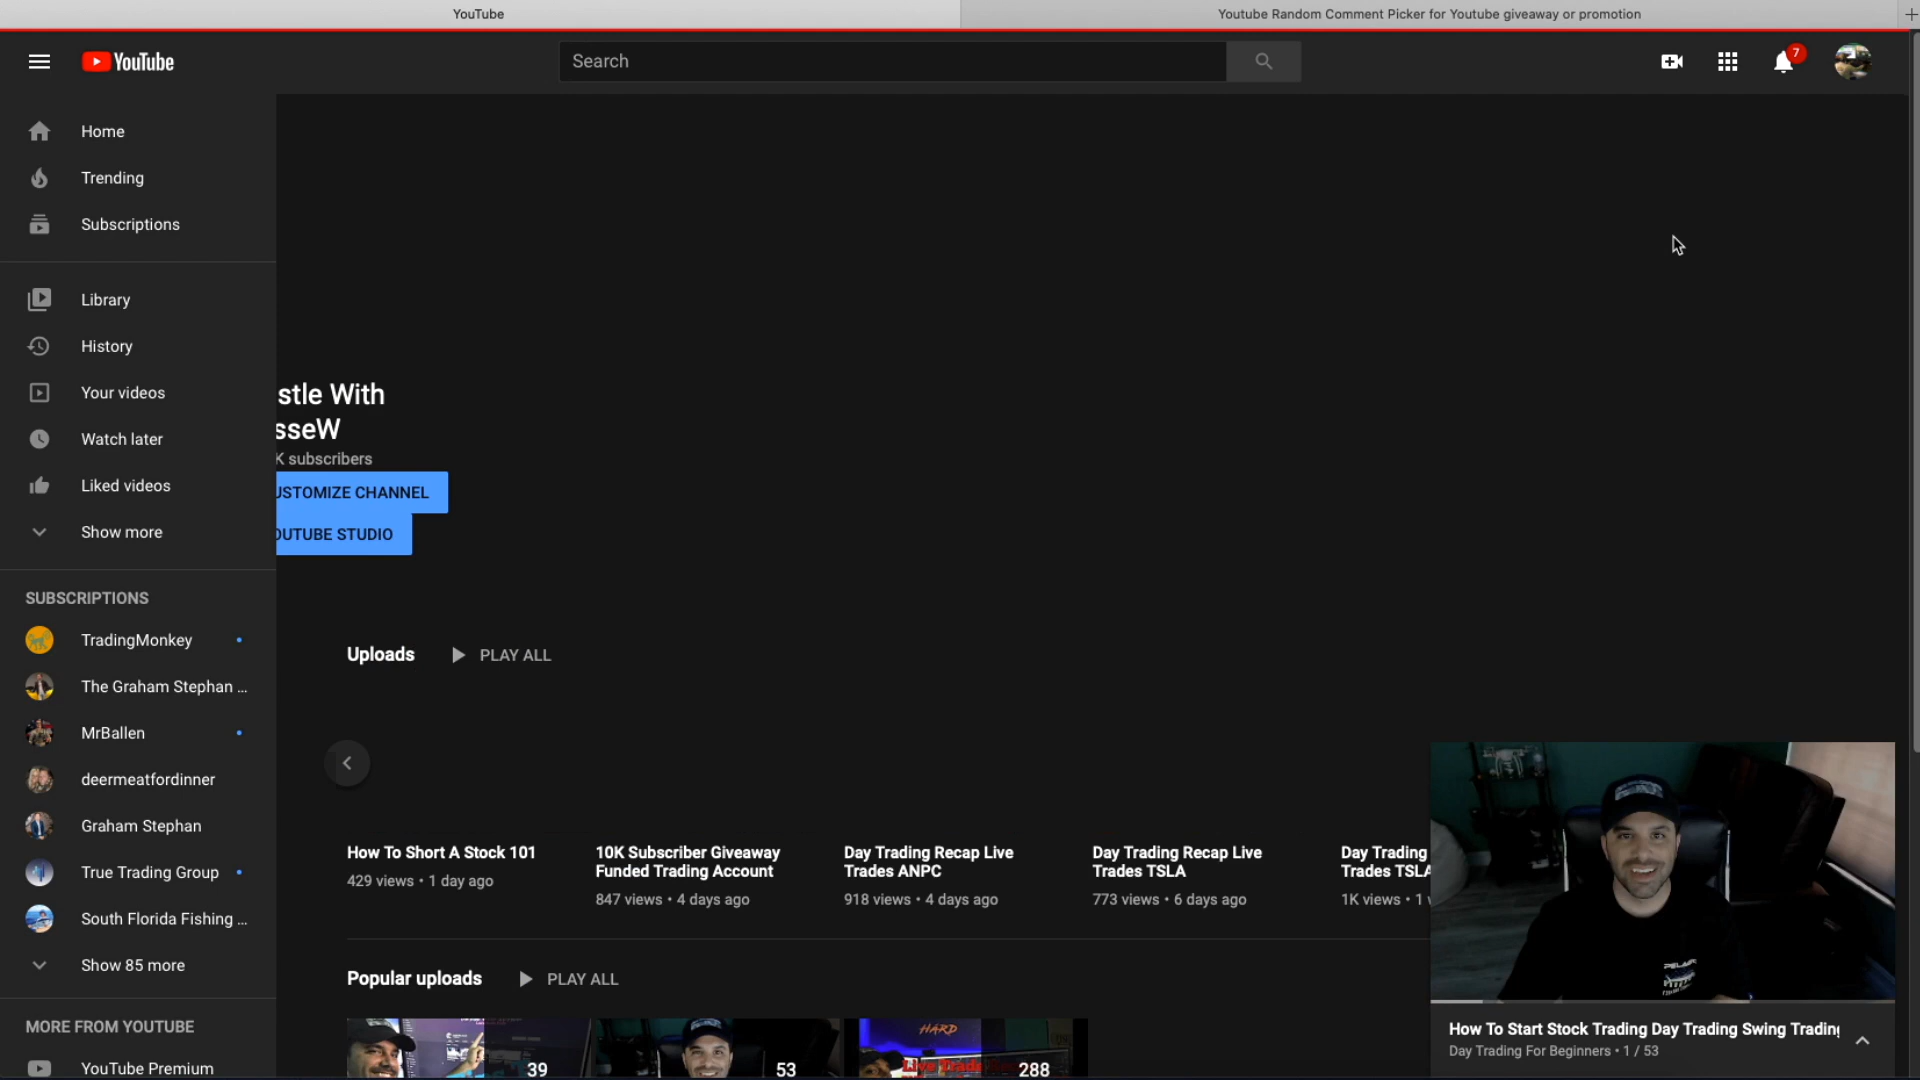 YouTube
Youtube Random Comment Picker for Youtube giveaway or promotion
YouTube
Search
7
Home
Trending
Subscriptions
Library
History
Your videos
Watch later
Liked videos
Show more
stle With
sseW
K subscribers
USTOMIZE CHANNEL
OUTUBE STUDIO
SUBSCRIPTIONS
TradingMonkey
The Graham Stephan ...
MrBallen
deermeatfordinner
Graham Stephan
True Trading Group
South Florida Fishing ...
Show 85 more
MORE FROM YOUTUBE
YouTube Premium
Uploads
PLAY ALL
How To Short A Stock 101
429 views • 1 day ago
10K Subscriber Giveaway
Funded Trading Account
847 views • 4 days ago
Day Trading Recap Live
Trades ANPC
918 views • 4 days ago
Day Trading Recap Live
Trades TSLA
773 views • 6 days ago
Day Trading
Trades TSLA
1K views • 1
Popular uploads
PLAY ALL
39
53
HARD
Live Trade
288
How To Start Stock Trading Day Trading Swing Trading
Day Trading For Beginners • 1 / 53